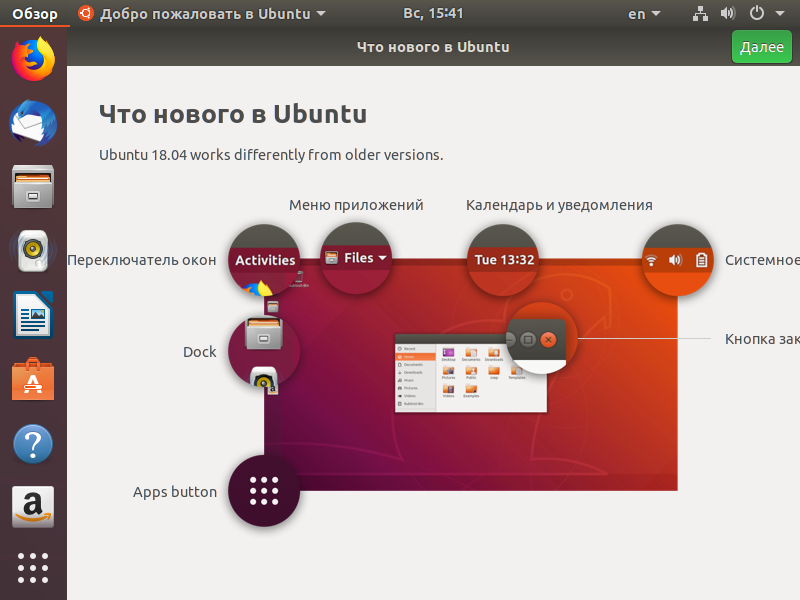 Обзор
Добро пожаловать в Ubuntu
Вс, 15:41
en
Что нового в Ubuntu
Далее
Что нового в Ubuntu
Ubuntu 18.04 works differently from older versions.
Меню приложений
Календарь и уведомления
Переключатель окон
Activities
Files
Tue 13:32
Системное
Кнопка зак
Dock
Apps button